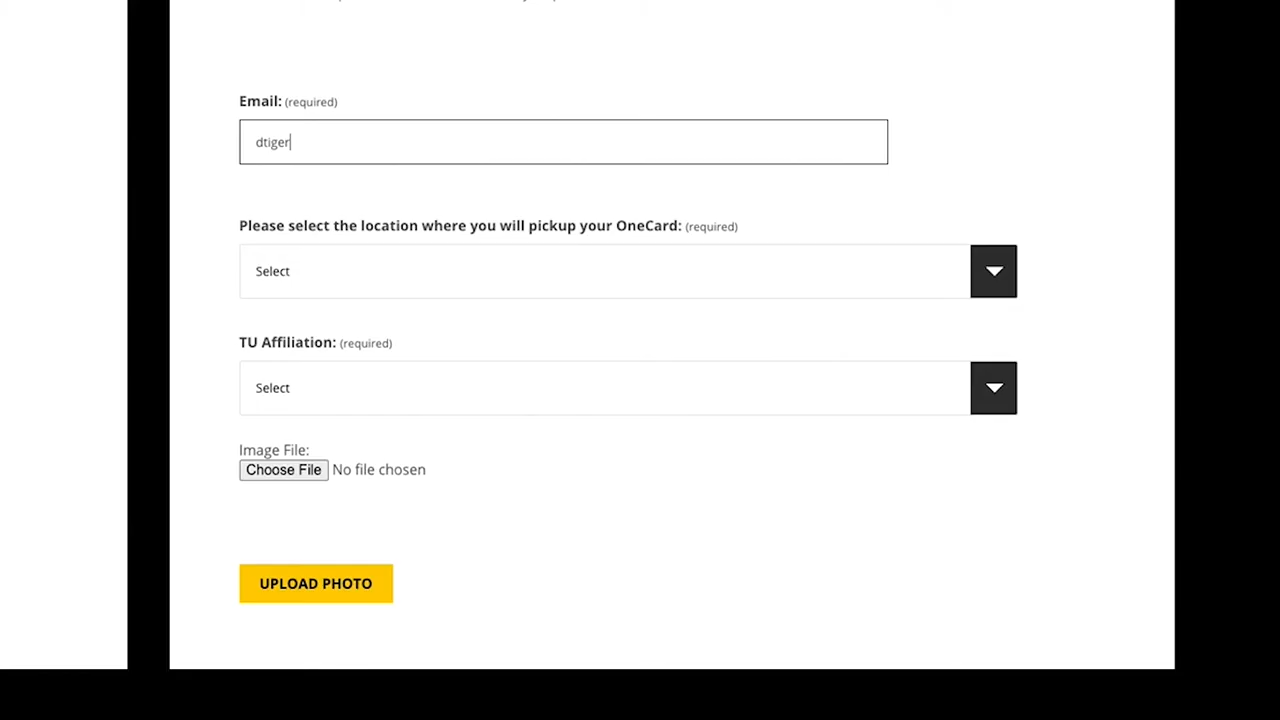 Email: (required)
dtiger
Please select the location where you will pickup your OneCard: (required)
Select
TU Affiliation: (required)
Select
Image File:
Choose File No file chosen
UPLOAD PHOTO